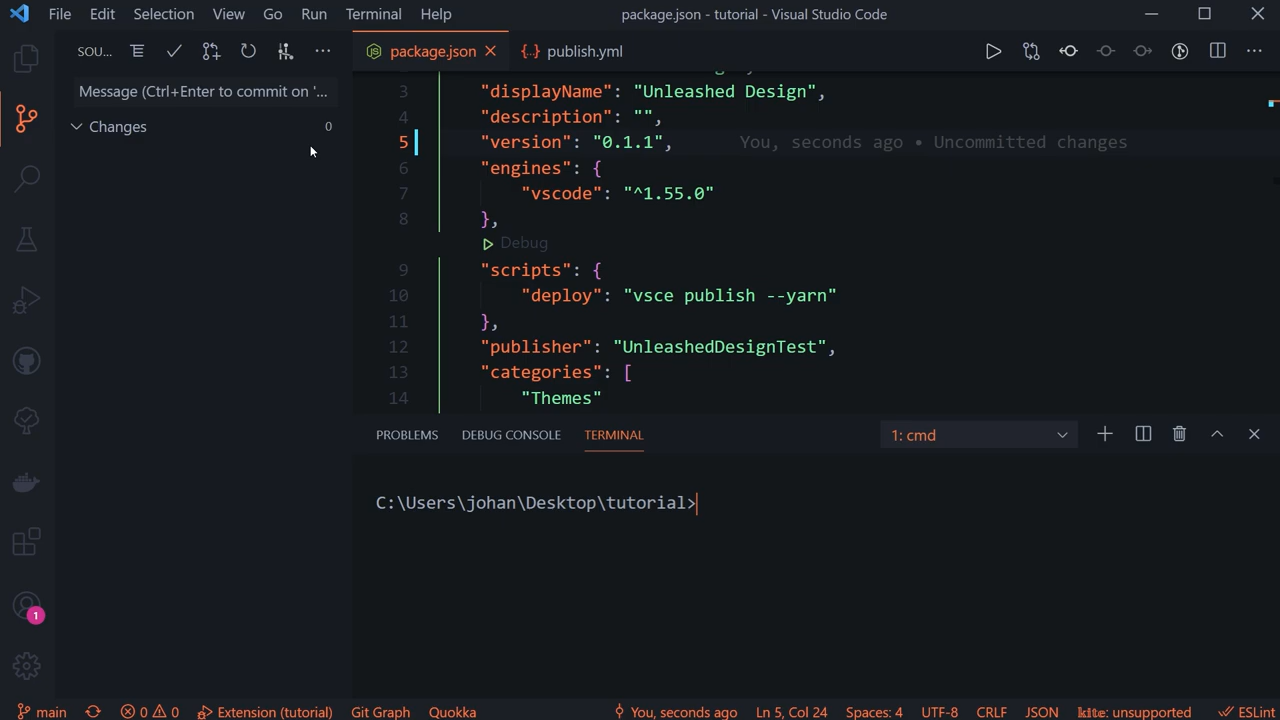 File Edit Selection View Go Run Terminal Help package.json - tutorial - Visual Studio Code
SOU...
package.json
{..} publish.yml
Message (Ctrl+Enter to commit on '...
Changes 0
3 "displayName": "Unleashed Design",
4 "description": "",
5 "version": "0.1.1", You, seconds ago • Uncommitted changes
6 "engines": {
7 "vscode": "^1.55.0"
8 },
Debug
9 "scripts": {
10 "deploy": "vsce publish --yarn"
11 },
12 "publisher": "UnleashedDesignTest",
13 "categories": [
14 "Themes"
PROBLEMS DEBUG CONSOLE TERMINAL 1: cmd
C:\Users\johan\Desktop\tutorial>
1
main 0 0 Extension (tutorial) Git Graph Quokka You, seconds ago Ln 5, Col 24 Spaces: 4 UTF-8 CRLF JSON kite: unsupported ESLint